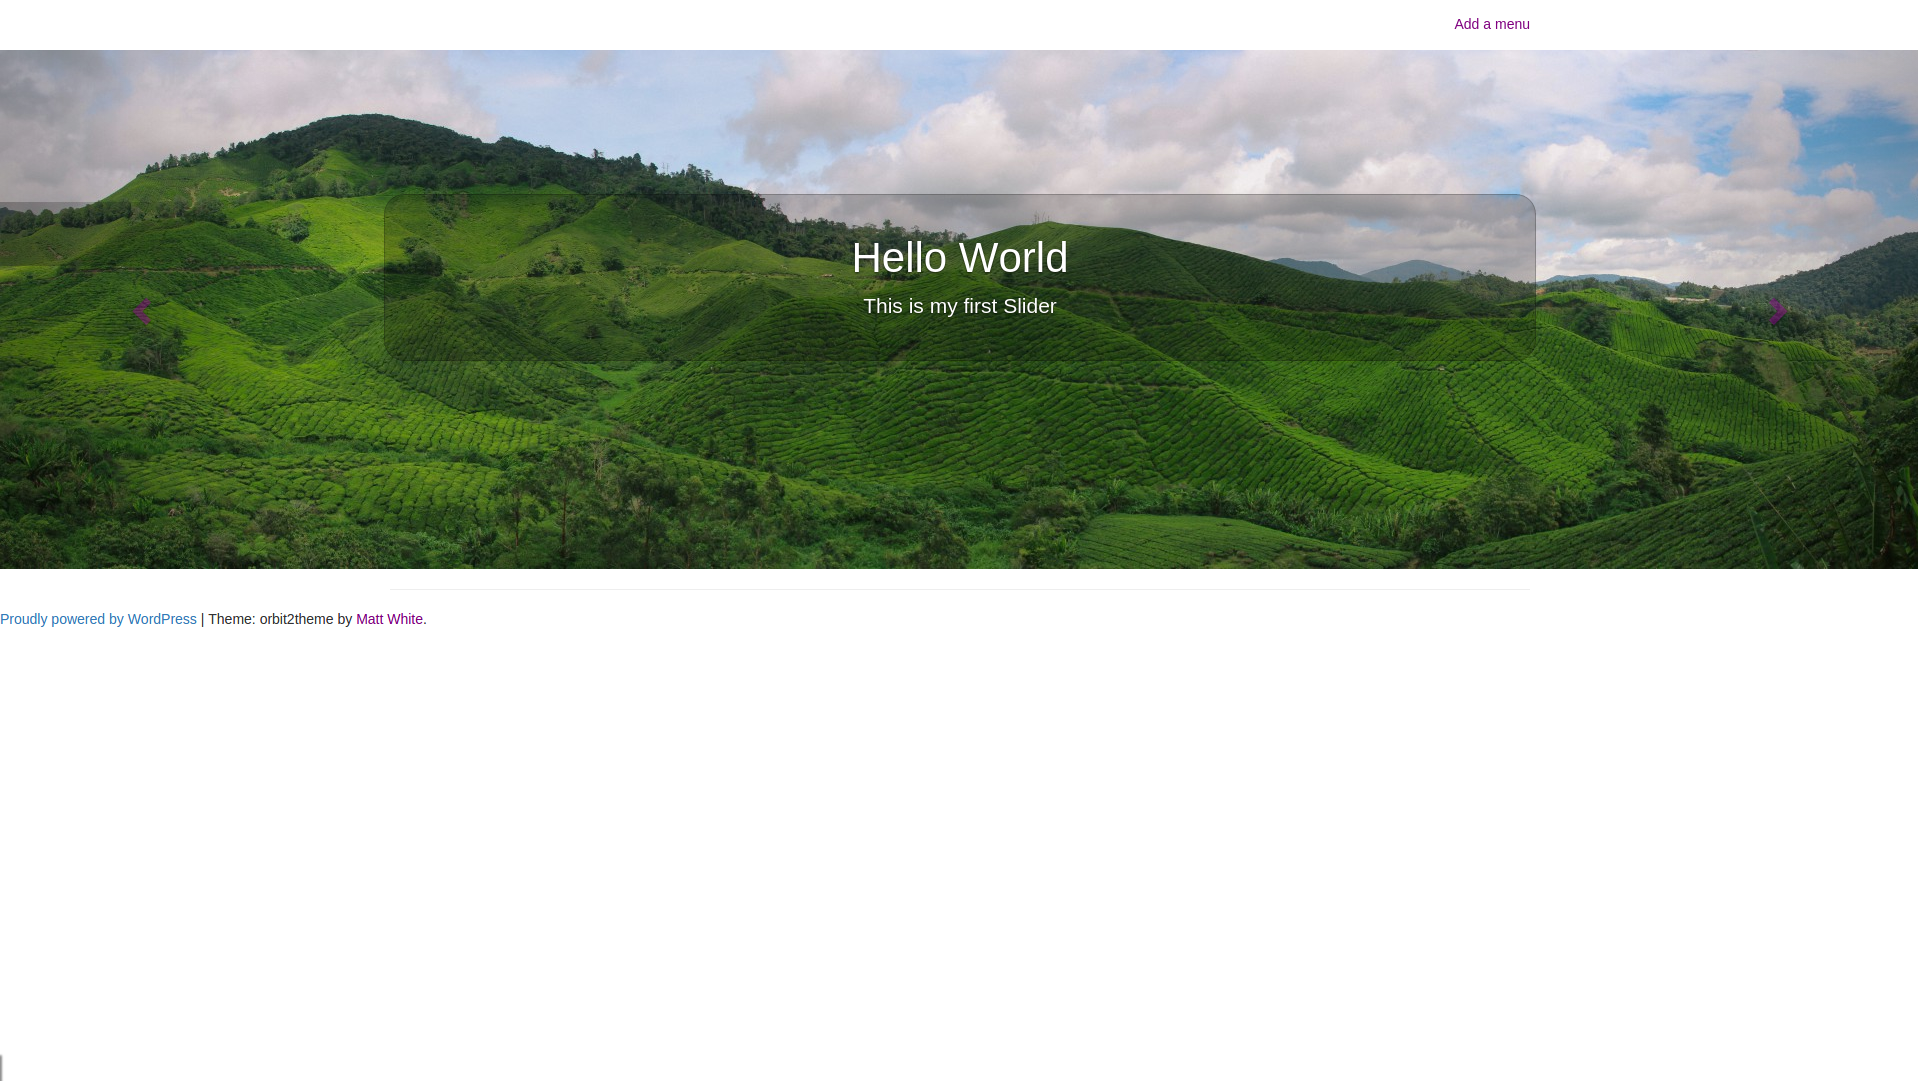 Add a menu
Hello World
This is my first Slider
Proudly powered by WordPress | Theme: orbit2theme by Matt White.